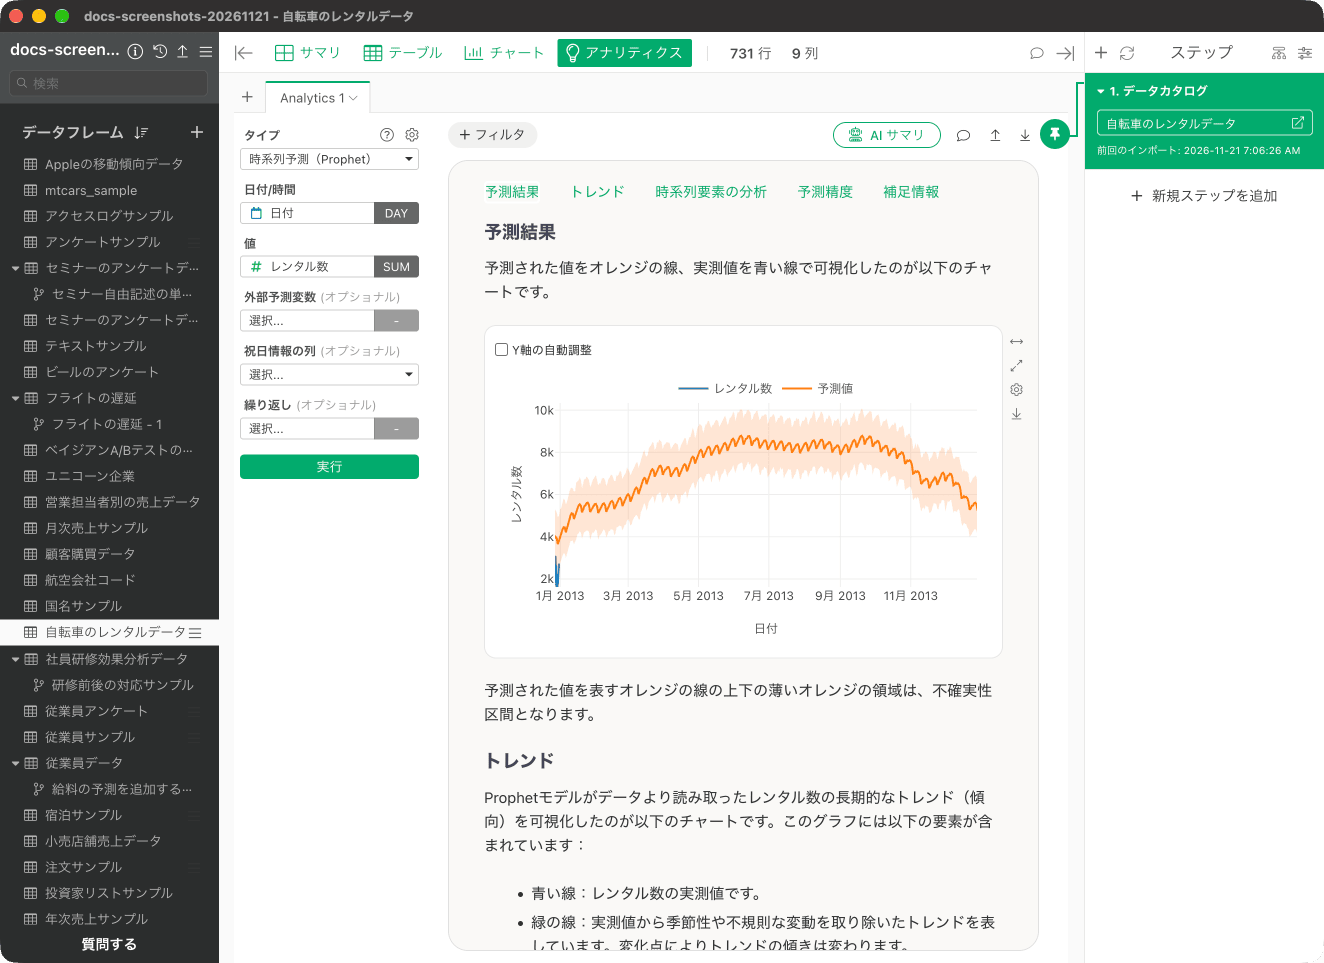 docs-screenshots-20261121 - 自転車のレンタルデータ
docs-screen...
検索
データフレーム
Appleの移動傾向データ
mtcars_sample
アクセスログサンプル
アンケートサンプル
セミナーのアンケートデ…
セミナー自由記述の単…
セミナーのアンケートデ…
テキストサンプル
ビールのアンケート
フライトの遅延
フライトの遅延 - 1
ベイジアンA/Bテストの…
ユニコーン企業
営業担当者別の売上データ
月次売上サンプル
顧客購買データ
航空会社コード
国名サンプル
自転車のレンタルデータ
社員研修効果分析データ
研修前後の対応サンプル
従業員アンケート
従業員サンプル
従業員データ
給料の予測を追加する…
宿泊サンプル
小売店舗売上データ
注文サンプル
投資家リストサンプル
年次売上サンプル
質問する
サマリ
テーブル
チャート
アナリティクス
731 行
9 列
Analytics 1
タイプ
時系列予測（Prophet）
日付/時間
日付
DAY
値
レンタル数
SUM
外部予測変数 (オプショナル)
選択...
-
祝日情報の列 (オプショナル)
選択...
繰り返し (オプショナル)
選択...
-
実行
+ フィルタ
AI サマリ
予測結果
トレンド
時系列要素の分析
予測精度
補足情報
予測結果
予測された値をオレンジの線、実測値を青い線で可視化したのが以下のチャ
ートです。
Y軸の自動調整
レンタル数
予測値
10k
8k
6k
4k
2k
レンタル数
1月 2013
3月 2013
5月 2013
7月 2013
9月 2013
11月 2013
日付
予測された値を表すオレンジの線の上下の薄いオレンジの領域は、不確実性
区間となります。
トレンド
Prophetモデルがデータより読み取ったレンタル数の長期的なトレンド（傾
向）を可視化したのが以下のチャートです。このグラフには以下の要素が含
まれています：
• 青い線：レンタル数の実測値です。
• 緑の線：実測値から季節性や不規則な変動を取り除いたトレンドを表
しています。変化点によりトレンドの傾きは変わります。
ステップ
1. データカタログ
自転車のレンタルデータ
前回のインポート: 2026-11-21 7:06:26 AM
+ 新規ステップを追加